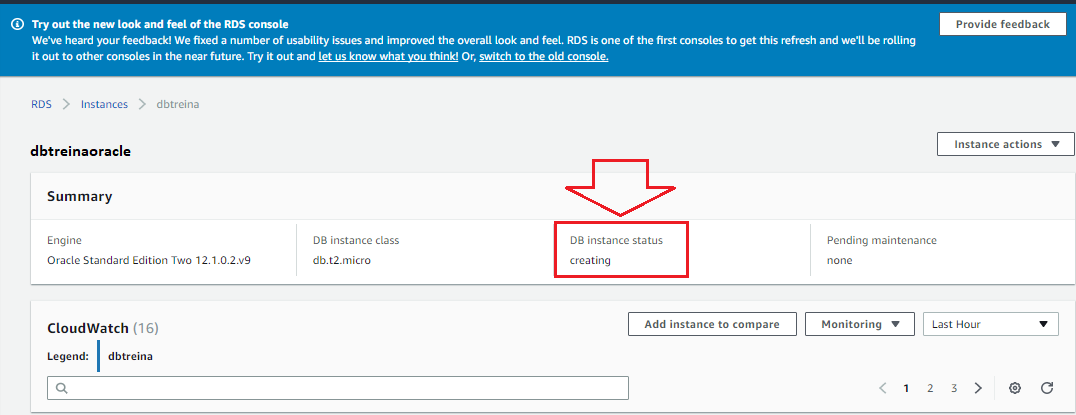 Try out the new look and feel of the RDS console
We've heard your feedback! We fixed a number of usability issues and improved the overall look and feel. RDS is one of the first consoles to get this refresh and we'll be rolling
it out to other consoles in the near future. Try it out and let us know what you think! Or, switch to the old console.
Provide feedback
RDS Instances dbtreina
dbtreinaoracle
Instance actions
Summary
Engine
Oracle Standard Edition Two 12.1.0.2.v9
DB instance class
db.t2.micro
DB instance status
creating
Pending maintenance
none
CloudWatch (16)
Add instance to compare
Monitoring
Last Hour
Legend: dbtreina
1 2 3